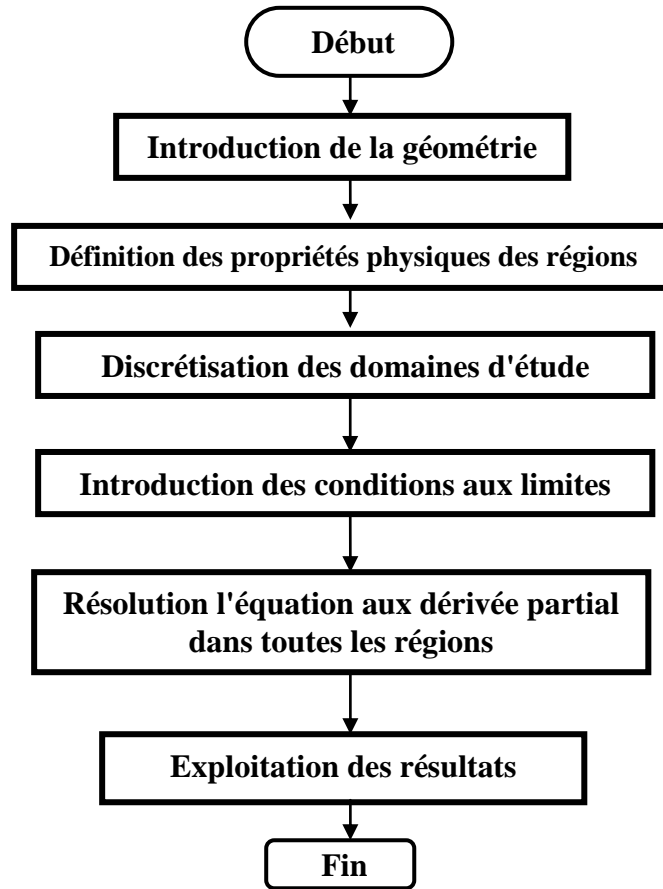 Début
Introduction de la géométrie
Définition des propriétés physiques des régions
Discrétisation des domaines d'étude
Introduction des conditions aux limites
Résolution l'équation aux dérivée partial
dans toutes les régions
Exploitation des résultats
Fin